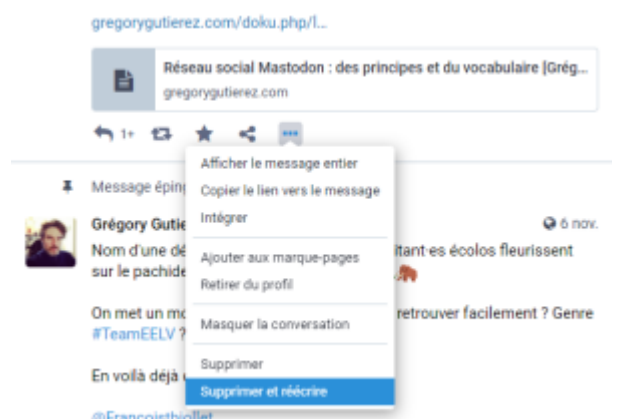 gregorygutierez.com/doku.php/l...
Réseau social Mastodon : des principes et du vocabulaire [Grég...
gregorygutierez.com
1+
Afficher le message entier
Copier le lien vers le message
Intégrer
Ajouter aux marque-pages
Retirer du profil
Masquer la conversation
Supprimer
Supprimer et réécrire
Message éping
Grégory Gutie 6 nov.
Nom d'une dé itant·es écolos fleurissent
sur le pachide
On met un mo retrouver facilement ? Genre
#TeamEELV ?
En voilà déjà
@Francoisthiollet